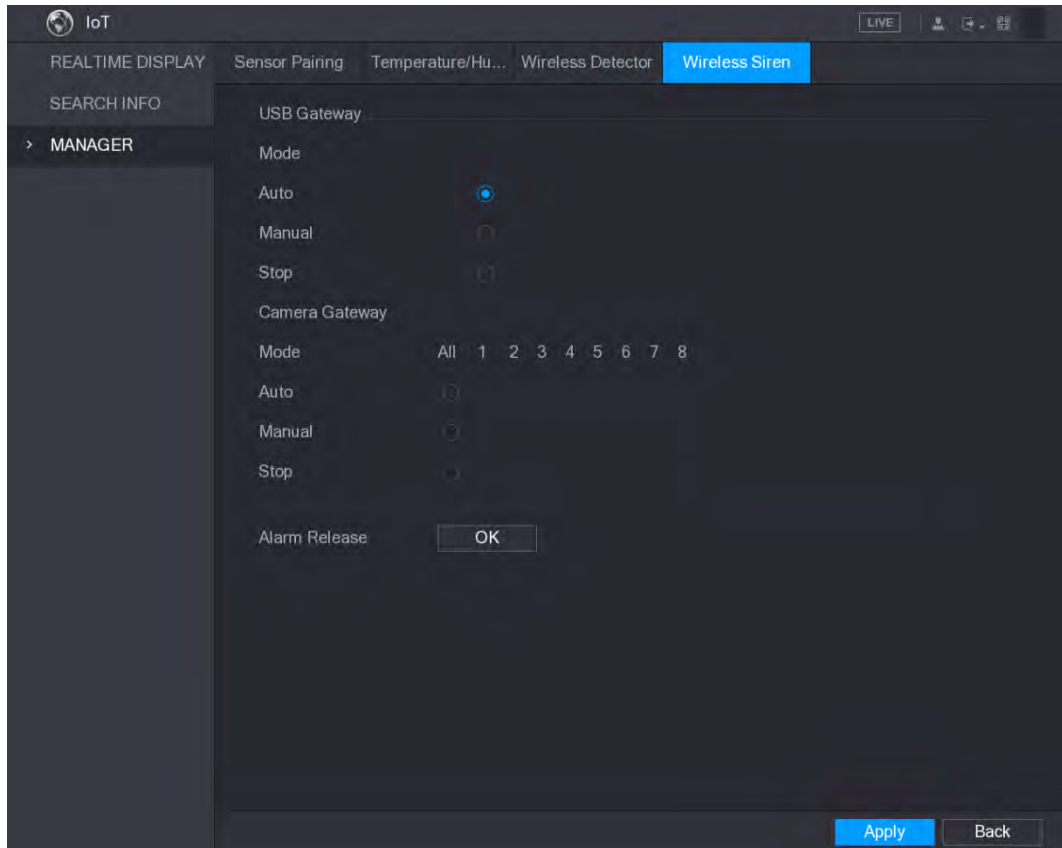 IoT LIVE
REALTIME DISPLAY
SEARCH INFO
> MANAGER
Sensor Pairing Temperature/Hu... Wireless Detector Wireless Siren
USB Gateway
Mode
Auto
Manual
Stop
Camera Gateway
Mode All 1 2 3 4 5 6 7 8
Auto
Manual
Stop
Alarm Release OK
Apply Back